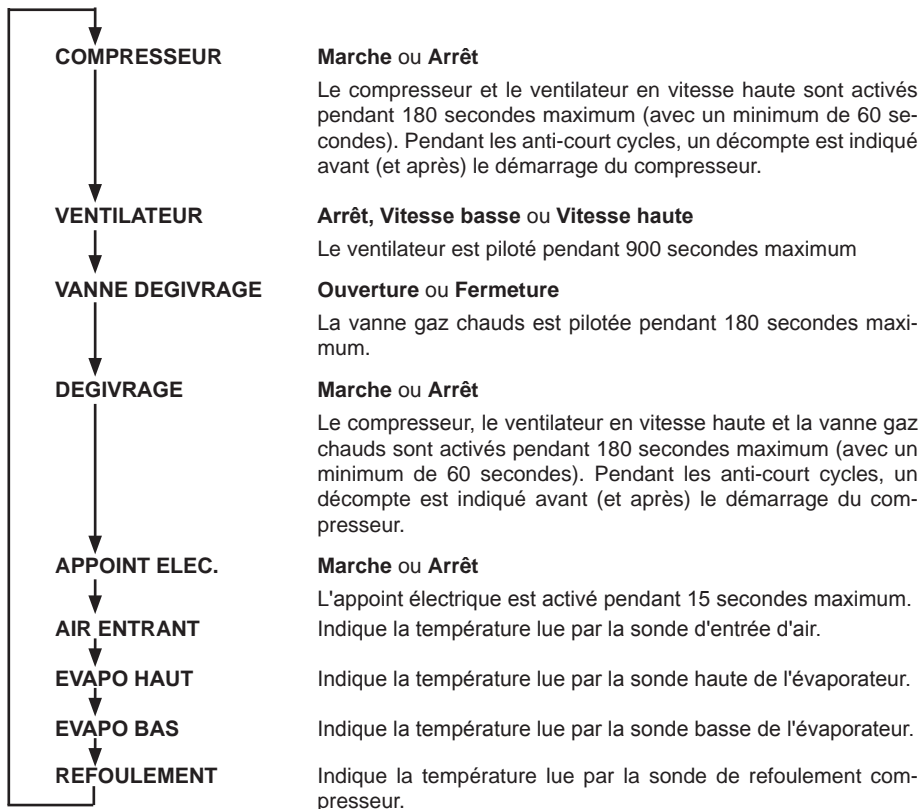 COMPRESSEUR Marche ou Arrêt
Le compresseur et le ventilateur en vitesse haute sont activés
pendant 180 secondes maximum (avec un minimum de 60 se-
condes). Pendant les anti-court cycles, un décompte est indiqué
avant (et après) le démarrage du compresseur.
VENTILATEUR Arrêt, Vitesse basse ou Vitesse haute
Le ventilateur est piloté pendant 900 secondes maximum
VANNE DEGIVRAGE Ouverture ou Fermeture
La vanne gaz chauds est pilotée pendant 180 secondes maxi-
mum.
DEGIVRAGE Marche ou Arrêt
Le compresseur, le ventilateur en vitesse haute et la vanne gaz
chauds sont activés pendant 180 secondes maximum (avec un
minimum de 60 secondes). Pendant les anti-court cycles, un
décompte est indiqué avant (et après) le démarrage du com-
presseur.
APPOINT ELEC. Marche ou Arrêt
L'appoint électrique est activé pendant 15 secondes maximum.
AIR ENTRANT Indique la température lue par la sonde d'entrée d'air.
EVAPO HAUT Indique la température lue par la sonde haute de l'évaporateur.
EVAPO BAS Indique la température lue par la sonde basse de l'évaporateur.
REFOULEMENT Indique la température lue par la sonde de refoulement com-
presseur.